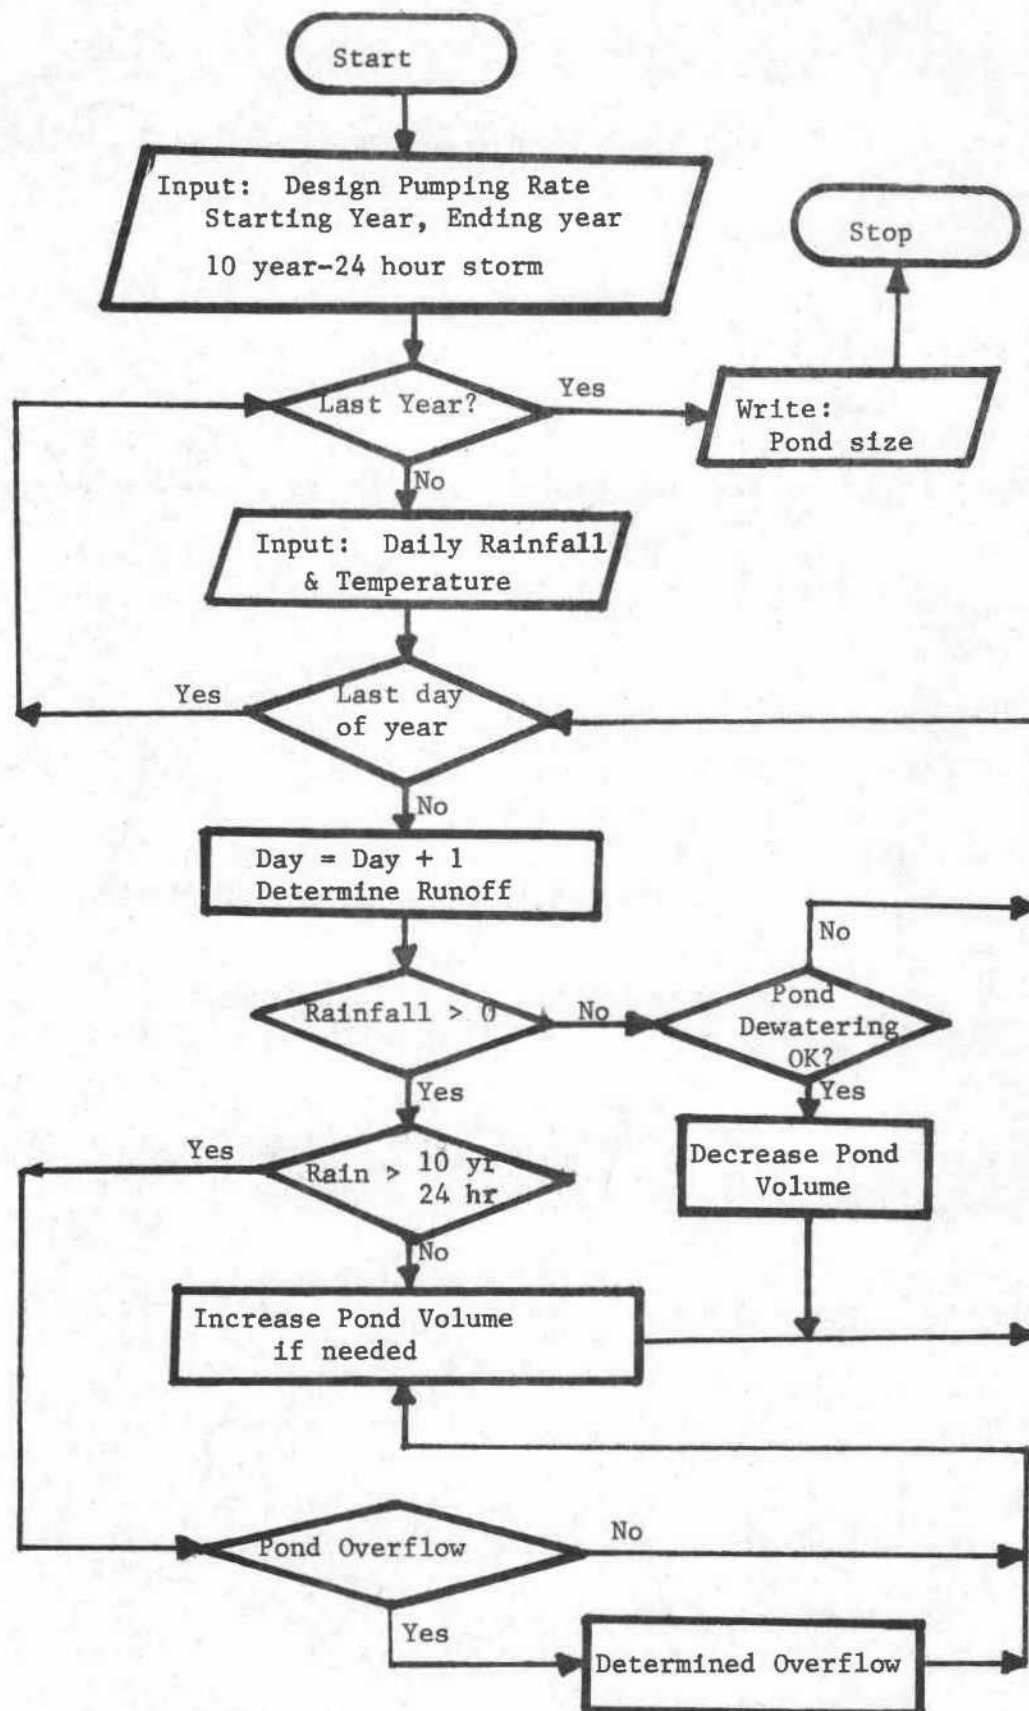 Start
Input: Design Pumping Rate
Starting Year, Ending year
10 year-24 hour storm
Stop
Last Year?
Yes
Write:
Pond size
No
Input: Daily Rainfall
& Temperature
Yes
Last day
of year
No
Day = Day + 1
Determine Runoff
No
Rainfall > 0
No
Pond
Dewatering
OK?
Yes
Yes
Yes
Rain > 10 yr
24 hr
Decrease Pond
Volume
No
Increase Pond Volume
if needed
Pond Overflow
No
Yes
Determined Overflow